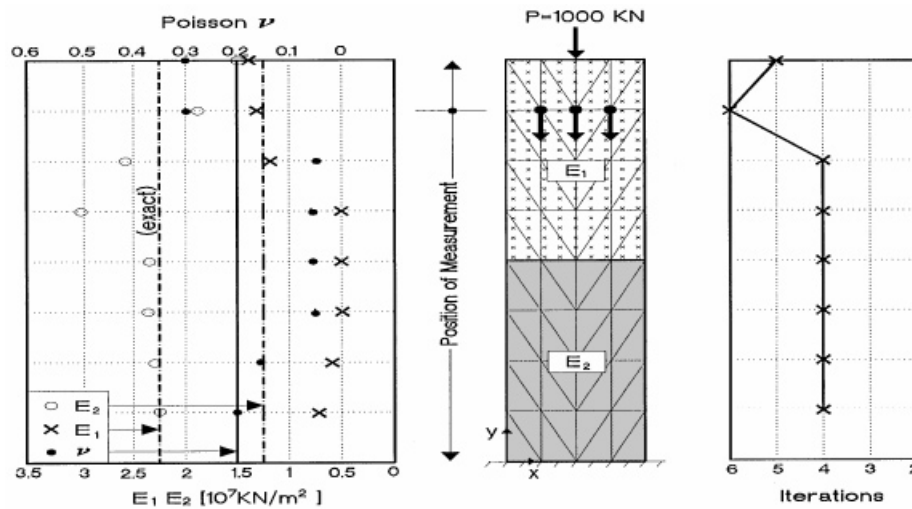 Poisson ν
0.6 0.5 0.4 0.3 0.2 0.1 0
(exact)
E₂
E₁
ν
3.5 3 2.5 2 1.5 1 0.5 0
E₁ E₂ [10⁷KN/m²]
Position of Measurement
P=1000 KN
E₁
E₂
y
x
6 5 4 3 2
Iterations